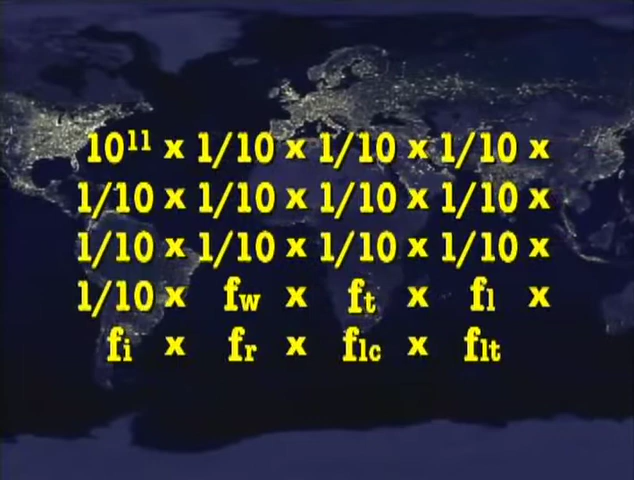 10¹¹ x 1/10 x 1/10 x 1/10 x
1/10 x 1/10 x 1/10 x 1/10 x
1/10 x 1/10 x 1/10 x 1/10 x
1/10 x fw x ft x fl x
fi x fr x flc x flt